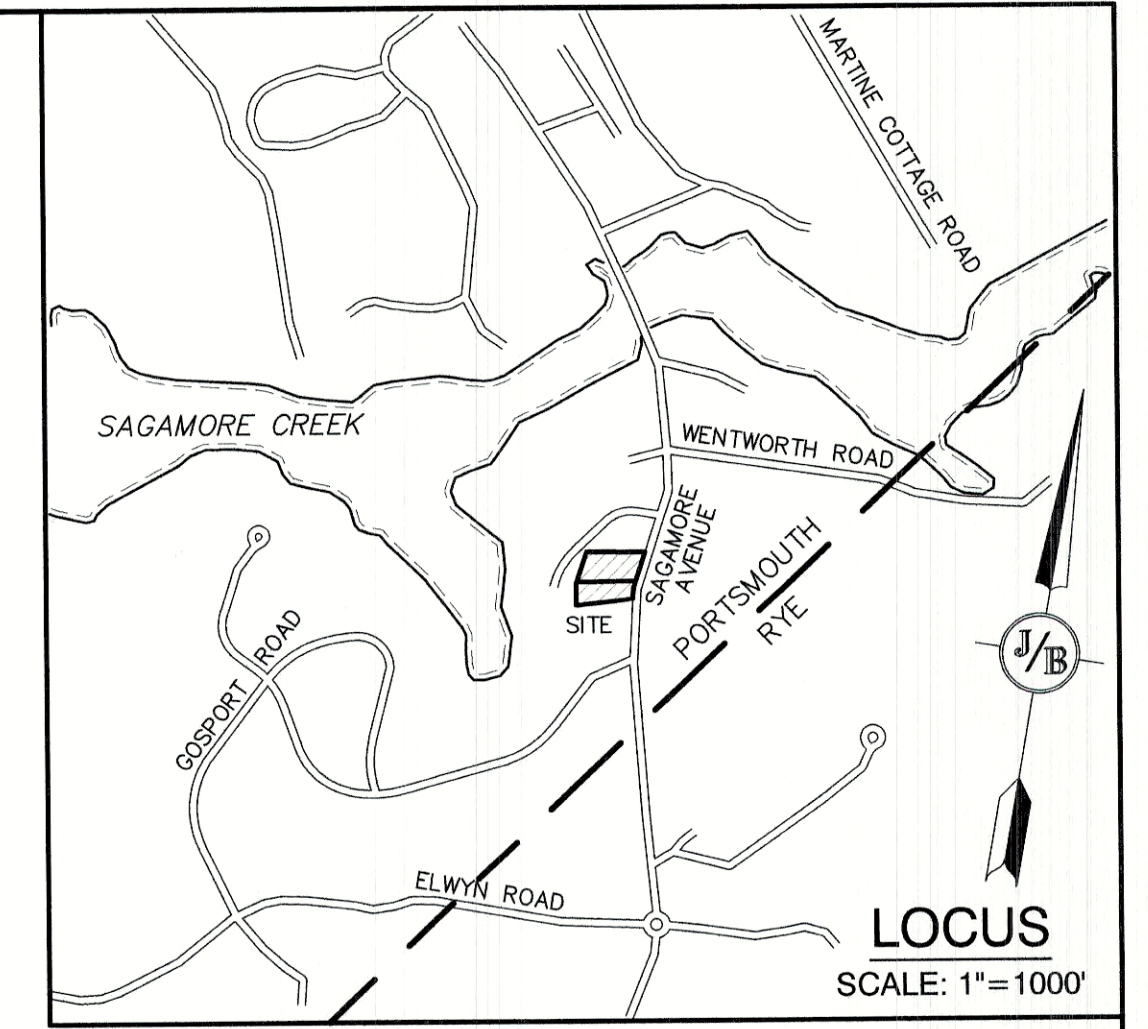 MARTINE COTTAGE ROAD
SAGAMORE CREEK
WENTWORTH ROAD
SAGAMORE
AVENUE
PORTSMOUTH
RYE
SITE
GOSPORT ROAD
J/B
ELWYN ROAD
LOCUS
SCALE: 1"=1000'